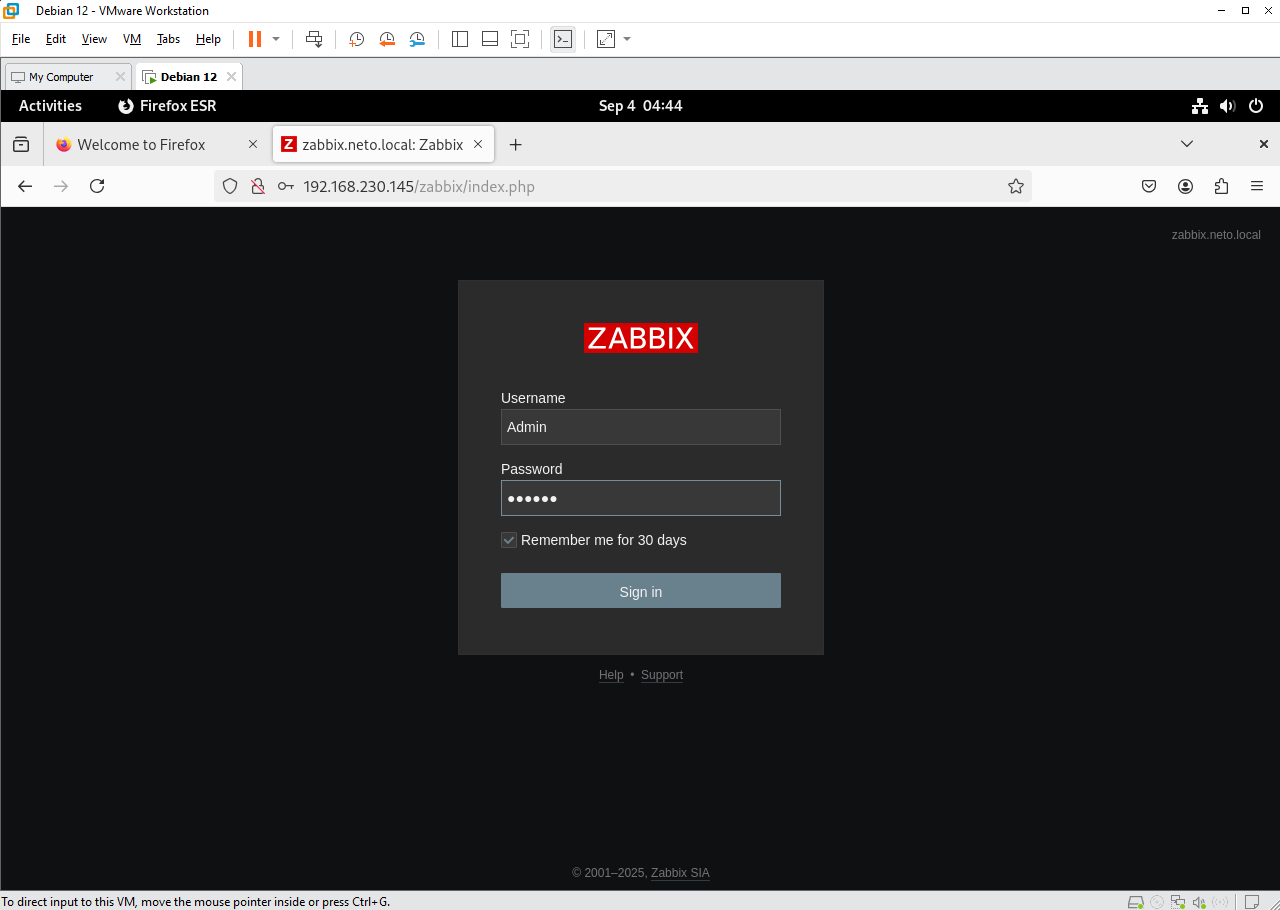 Debian 12 - VMware Workstation
File Edit View VM Tabs Help
My Computer Debian 12
Activities Firefox ESR Sep 4 04:44
Welcome to Firefox zabbix.neto.local: Zabbix
192.168.230.145/zabbix/index.php
zabbix.neto.local
ZABBIX
Username
Admin
Password
••••••
Remember me for 30 days
Sign in
Help • Support
© 2001–2025, Zabbix SIA
To direct input to this VM, move the mouse pointer inside or press Ctrl+G.